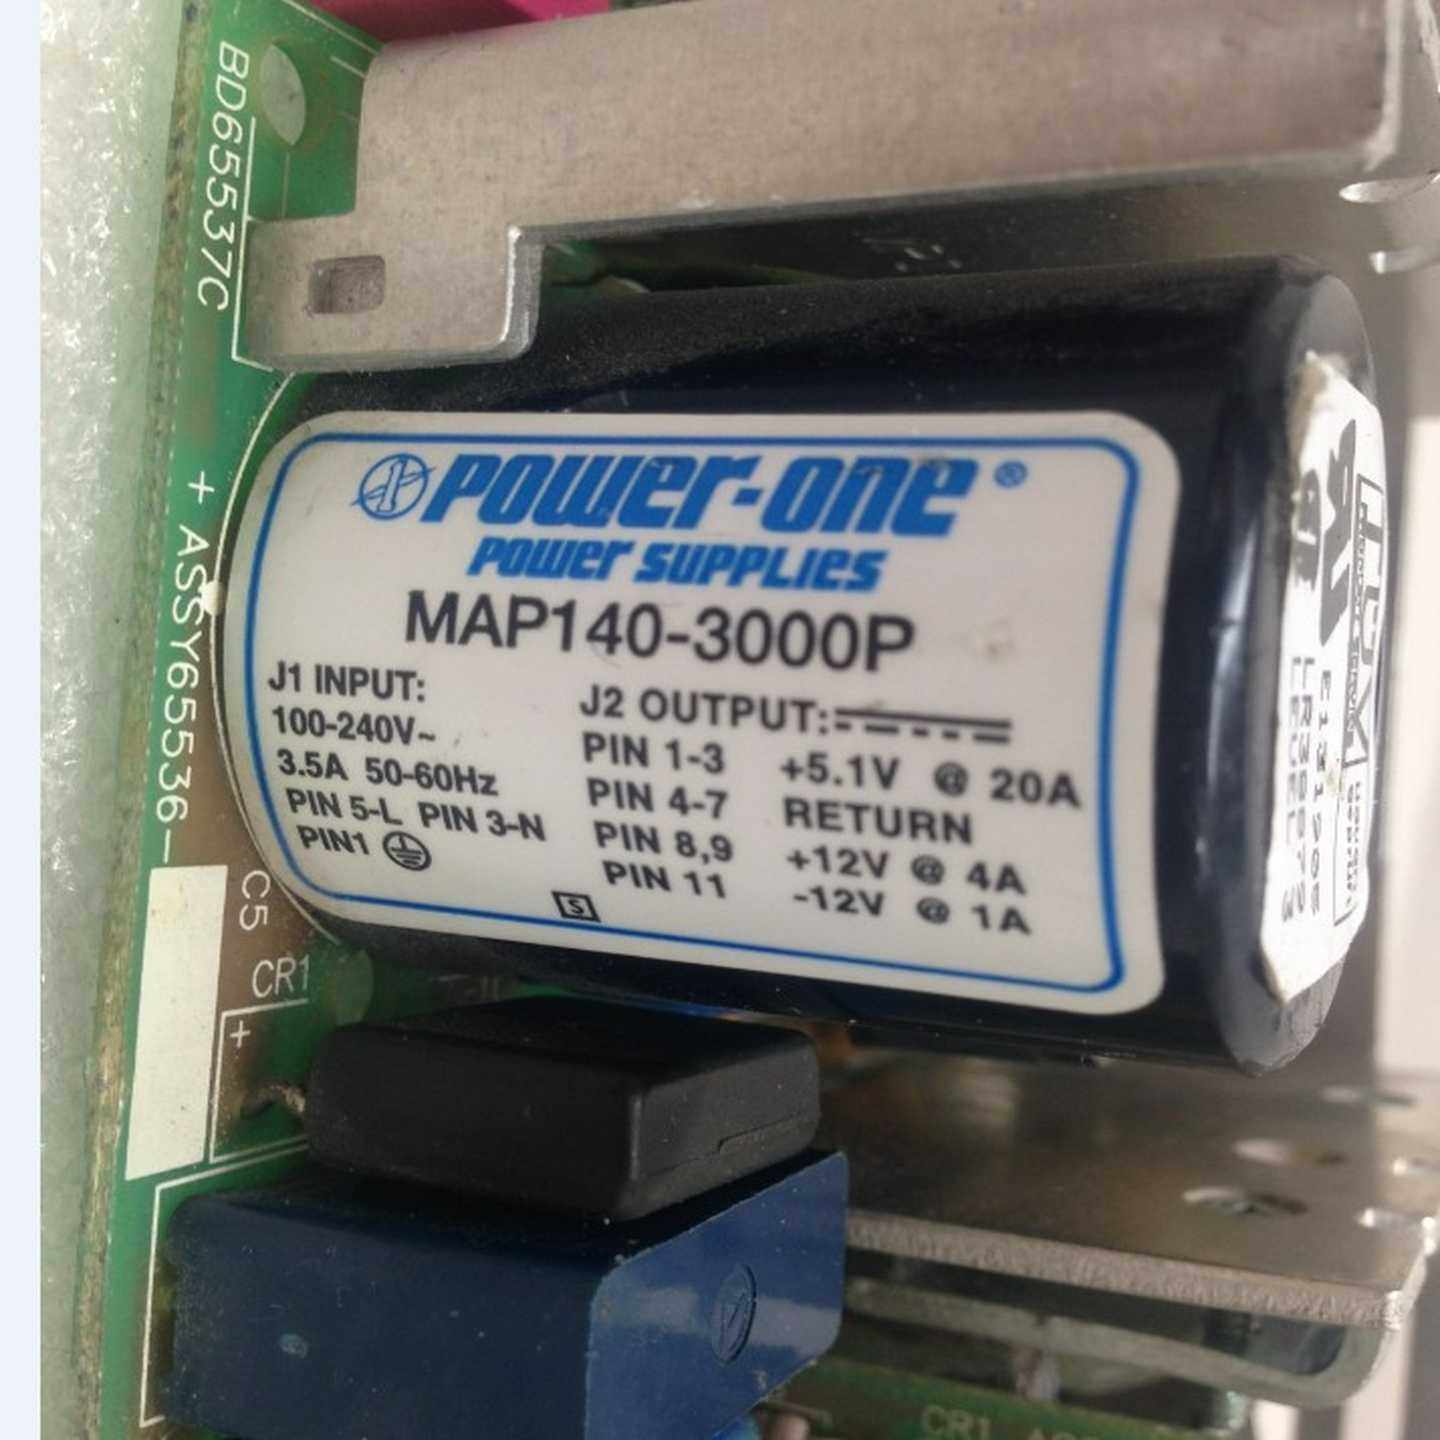 BD65537C
+ ASSY65536-
C5
CR1
+
POWER-ONE ®
POWER SUPPLIES
MAP140-3000P
J1 INPUT:
100-240V~
3.5A 50-60Hz
PIN 5-L PIN 3-N
PIN1
J2 OUTPUT:
PIN 1-3 +5.1V @ 20A
PIN 4-7 RETURN
PIN 8,9 +12V @ 4A
PIN 11 -12V @ 1A
S
E131905
CR1